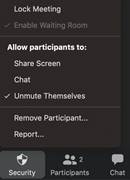 Lock Meeting
Enable Waiting Room
Allow participants to:
Share Screen
Chat
Unmute Themselves
Remove Participant...
Report...
2
Security
Participants
Chat